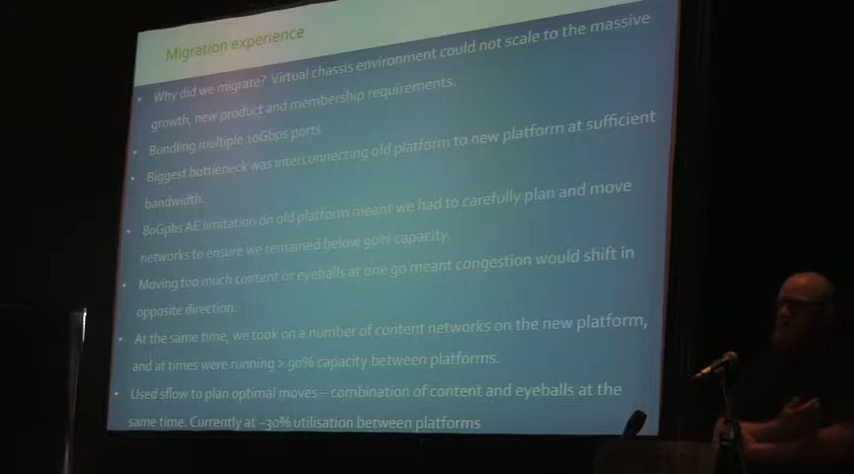 Migration experience
• Why did we migrate? Virtual chassis environment could not scale to the massive
growth, new product and membership requirements.
• Bundling multiple 10Gbps ports
• Biggest bottleneck was interconnecting old platform to new platform at sufficient
bandwidth.
• 80Gpbs AE limitation on old platform meant we had to carefully plan and move
networks to ensure we remained below 90% capacity.
• Moving too much content or eyeballs at one go meant congestion would shift in
opposite direction.
• At the same time, we took on a number of content networks on the new platform,
and at times were running > 90% capacity between platforms.
• Used sflow to plan optimal moves – combination of content and eyeballs at the
same time. Currently at ~30% utilisation between platforms